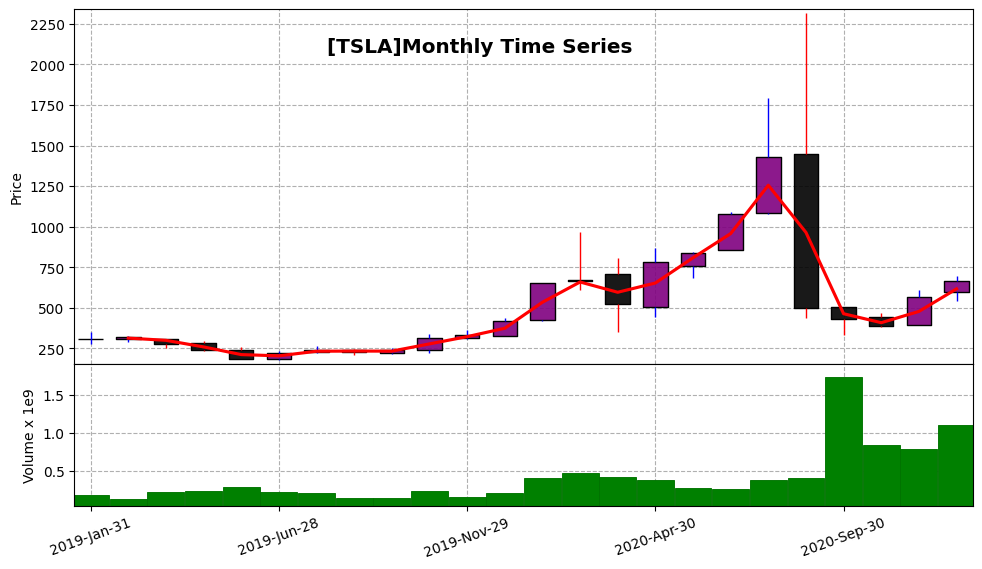 [TSLA]Monthly Time Series
Price
2250
2000
1750
1500
1250
1000
750
500
250
Volume x 1e9
1.5
1.0
0.5
2019-Jan-31
2019-Jun-28
2019-Nov-29
2020-Apr-30
2020-Sep-30